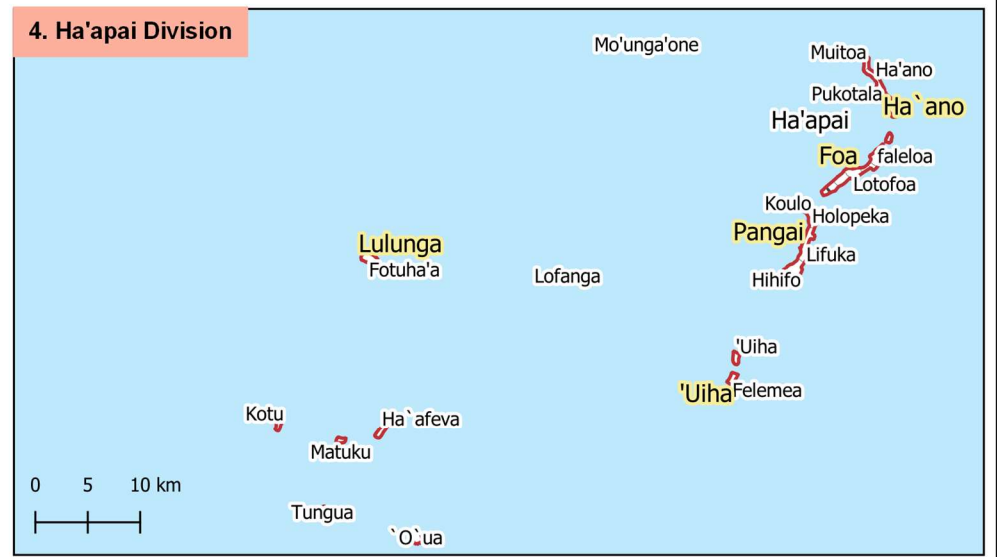 4. Ha'apai Division
Mo'unga'one
Muitoa
Ha'ano
Pukotala
Ha`ano
Ha'apai
Foa
faleloa
Lotofoa
Koulo
Holopeka
Pangai
Lifuka
Hihifo
Lulunga
Fotuha'a
Lofanga
'Uiha
'Uiha
Felemea
Kotu
Ha`afeva
Matuku
0 5 10 km
Tungua
`O`ua